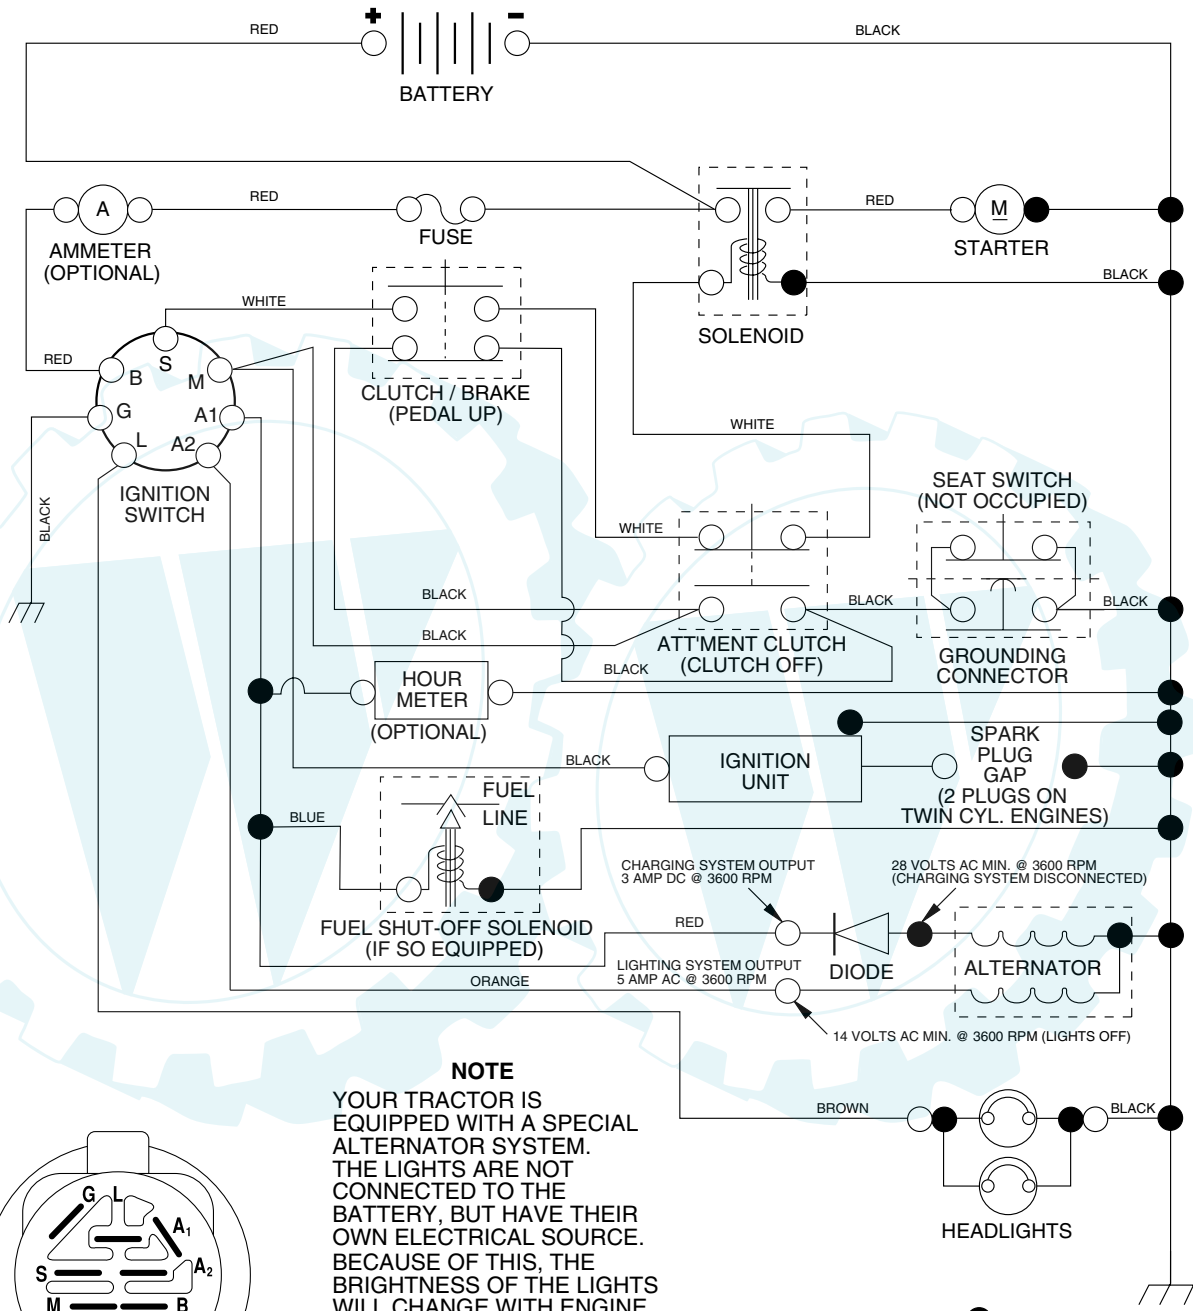 RED
+
-
BLACK
BATTERY
A
RED
RED
M
AMMETER
(OPTIONAL)
FUSE
STARTER
BLACK
WHITE
SOLENOID
RED
S
B
M
CLUTCH / BRAKE
(PEDAL UP)
G
A1
L
A2
WHITE
IGNITION
SWITCH
BLACK
SEAT SWITCH
(NOT OCCUPIED)
WHITE
BLACK
BLACK
BLACK
BLACK
ATT'MENT CLUTCH
(CLUTCH OFF)
BLACK
GROUNDING
CONNECTOR
HOUR
METER
(OPTIONAL)
BLACK
IGNITION
UNIT
SPARK
PLUG
GAP
(2 PLUGS ON
TWIN CYL. ENGINES)
FUEL
LINE
BLUE
CHARGING SYSTEM OUTPUT
3 AMP DC @ 3600 RPM
28 VOLTS AC MIN. @ 3600 RPM
(CHARGING SYSTEM DISCONNECTED)
FUEL SHUT-OFF SOLENOID
(IF SO EQUIPPED)
RED
DIODE
ALTERNATOR
LIGHTING SYSTEM OUTPUT
5 AMP AC @ 3600 RPM
ORANGE
14 VOLTS AC MIN. @ 3600 RPM (LIGHTS OFF)
NOTE
YOUR TRACTOR IS
EQUIPPED WITH A SPECIAL
ALTERNATOR SYSTEM.
THE LIGHTS ARE NOT
CONNECTED TO THE
BATTERY, BUT HAVE THEIR
OWN ELECTRICAL SOURCE.
BECAUSE OF THIS, THE
BRIGHTNESS OF THE LIGHTS
WILL CHANGE WITH ENGINE
BROWN
BLACK
HEADLIGHTS
G
L
A1
A2
S
M
B